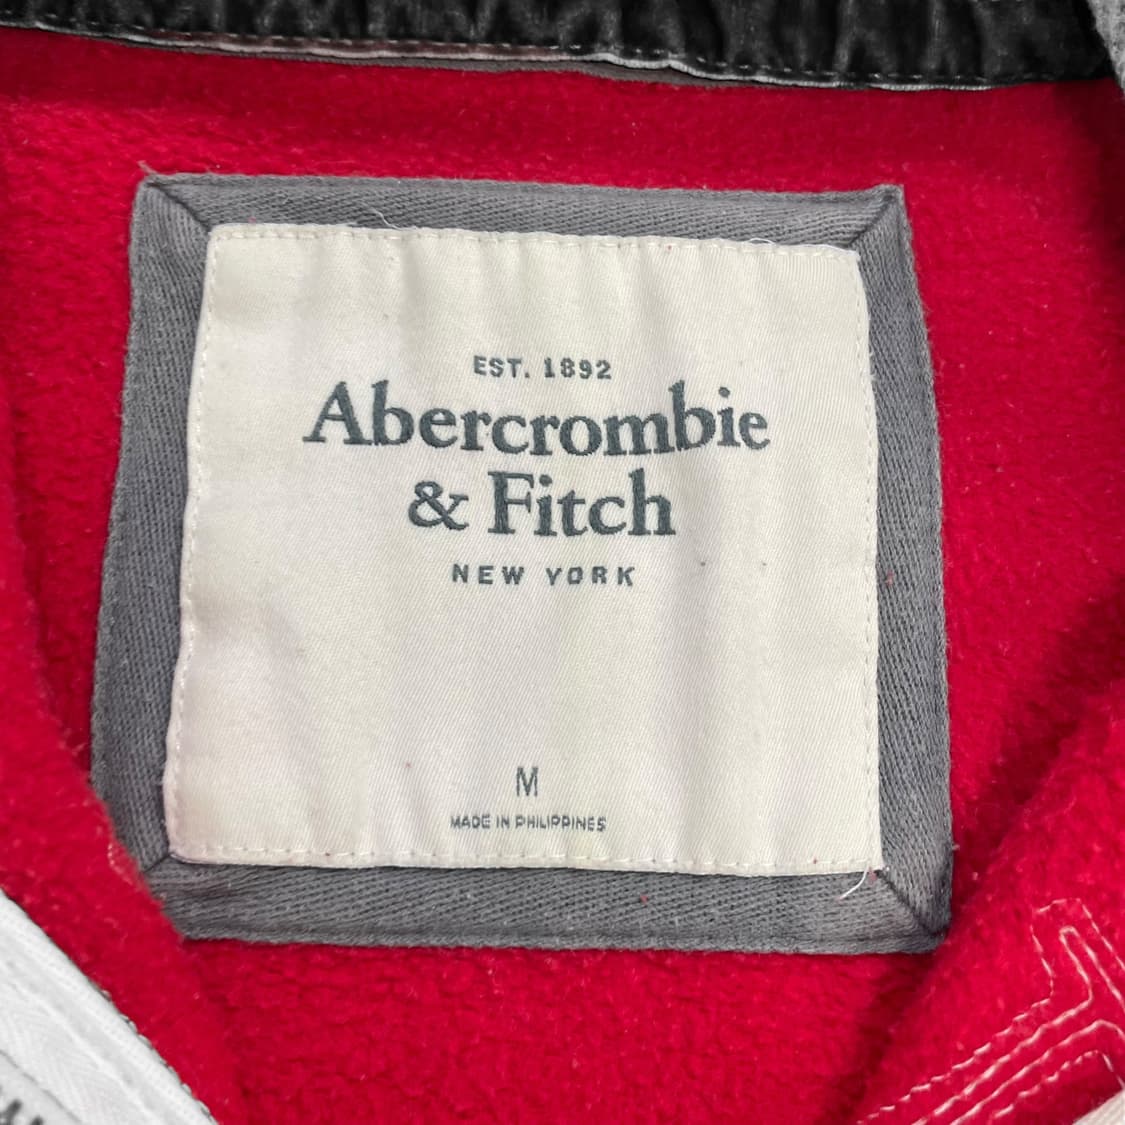 EST. 1892
Abercrombie
& Fitch
NEW YORK
M
MADE IN PHILIPPINES